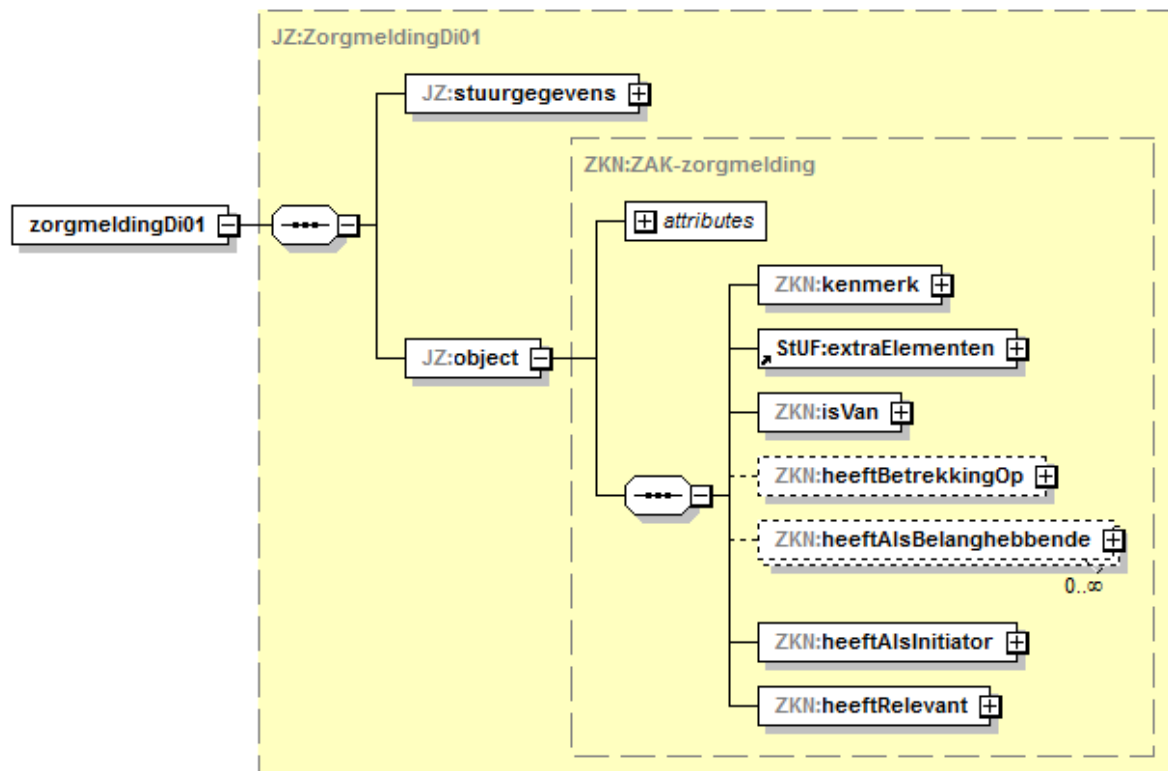 JZ:ZorgmeldingDi01
JZ:stuurgegevens
ZKN:ZAK-zorgmelding
zorgmeldingDi01
attributes
ZKN:kenmerk
JZ:object
StUF:extraElementen
ZKN:isVan
ZKN:heeftBetrekkingOp
ZKN:heeftAlsBelanghebbende
0..∞
ZKN:heeftAlsInitiator
ZKN:heeftRelevant